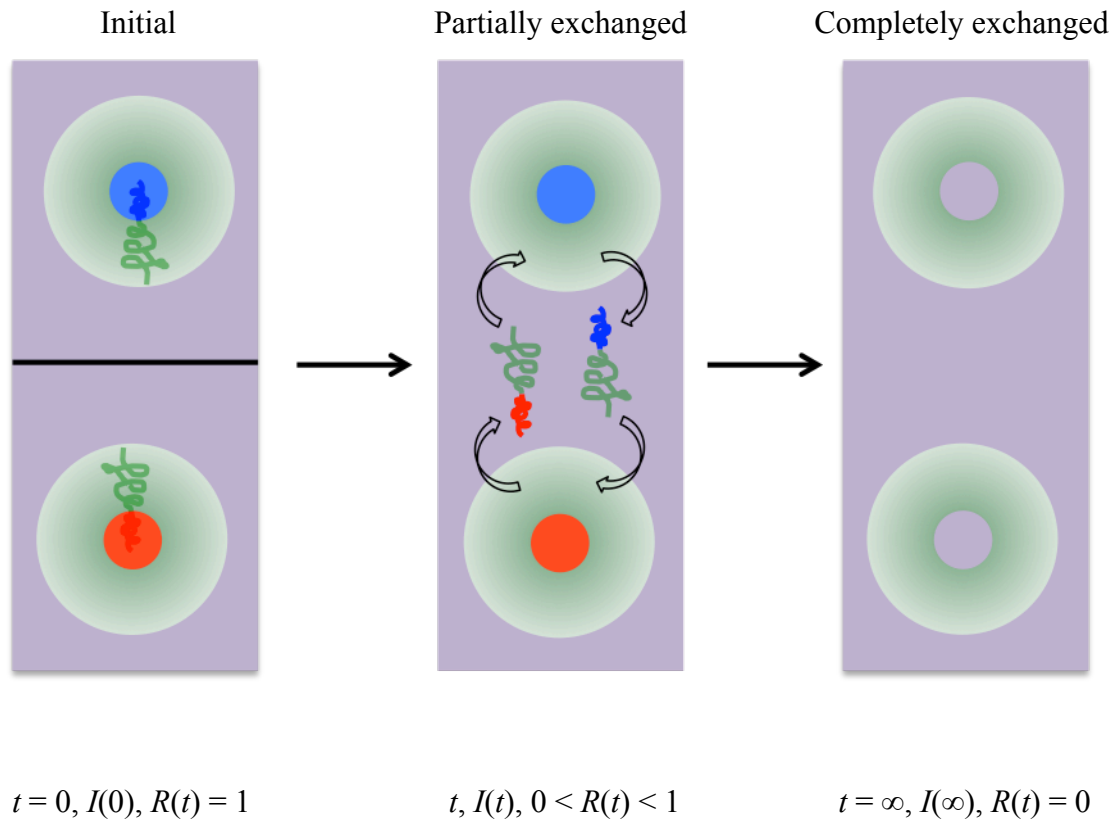 Initial
Partially exchanged
Completely exchanged
t = 0, I(0), R(t) = 1
t, I(t), 0 < R(t) < 1
t = ∞, I(∞), R(t) = 0